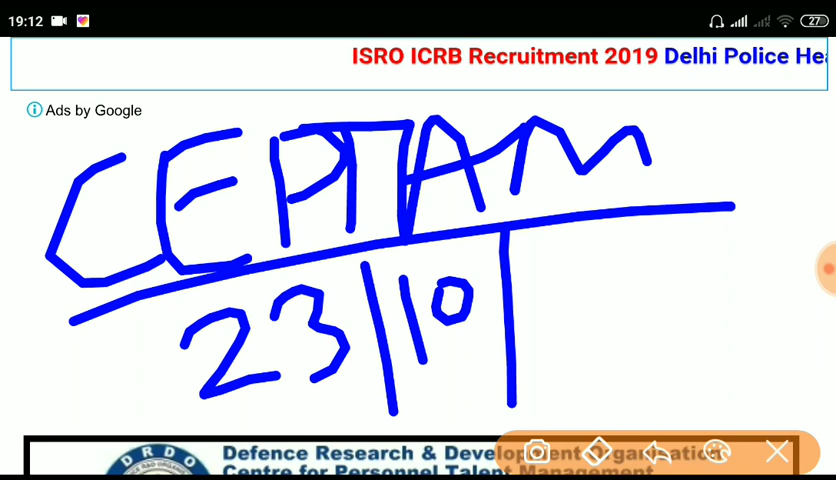 19:12
27
ISRO ICRB Recruitment 2019 Delhi Police
Ads by Google
CEPTAM
23|10|
DRDO
Defence Research & Development Organisation
Centre for Personnel Talent Management